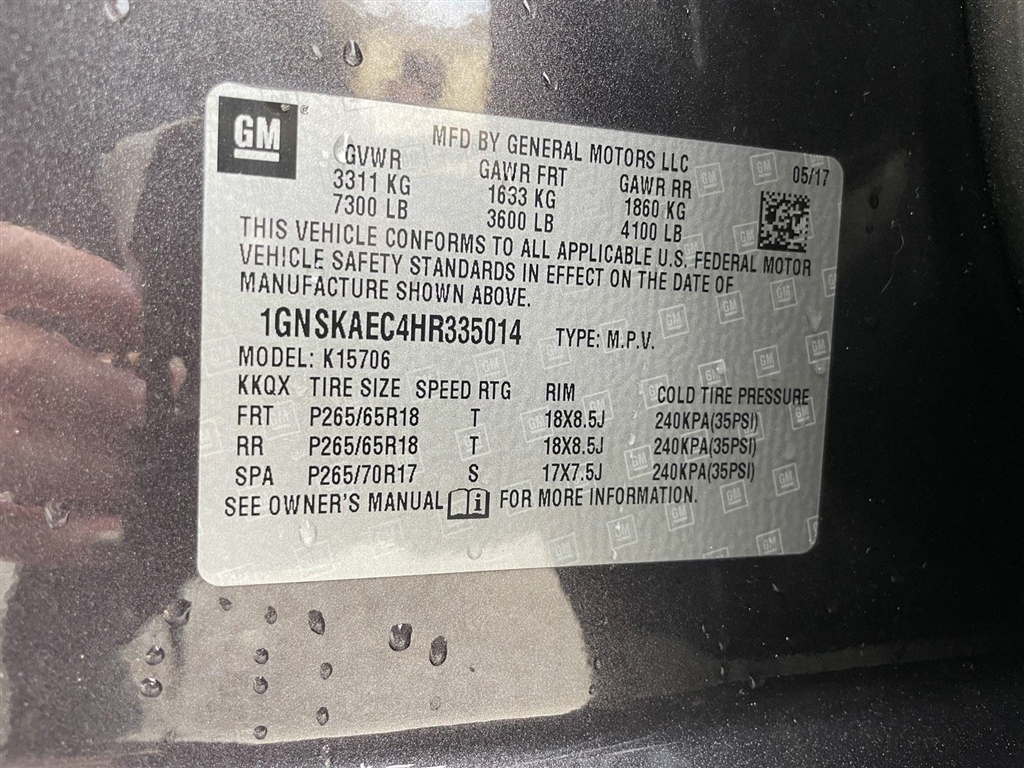 GM
MFD BY GENERAL MOTORS LLC
05/17
GVWR GAWR FRT GAWR RR
3311 KG 1633 KG 1860 KG
7300 LB 3600 LB 4100 LB
THIS VEHICLE CONFORMS TO ALL APPLICABLE U.S. FEDERAL MOTOR
VEHICLE SAFETY STANDARDS IN EFFECT ON THE DATE OF
MANUFACTURE SHOWN ABOVE.
1GNSKAEC4HR335014 TYPE: M.P.V.
MODEL: K15706
KKQX TIRE SIZE SPEED RTG RIM COLD TIRE PRESSURE
FRT P265/65R18 T 18X8.5J 240KPA(35PSI)
RR P265/65R18 T 18X8.5J 240KPA(35PSI)
SPA P265/70R17 S 17X7.5J 240KPA(35PSI)
SEE OWNER'S MANUAL i FOR MORE INFORMATION.